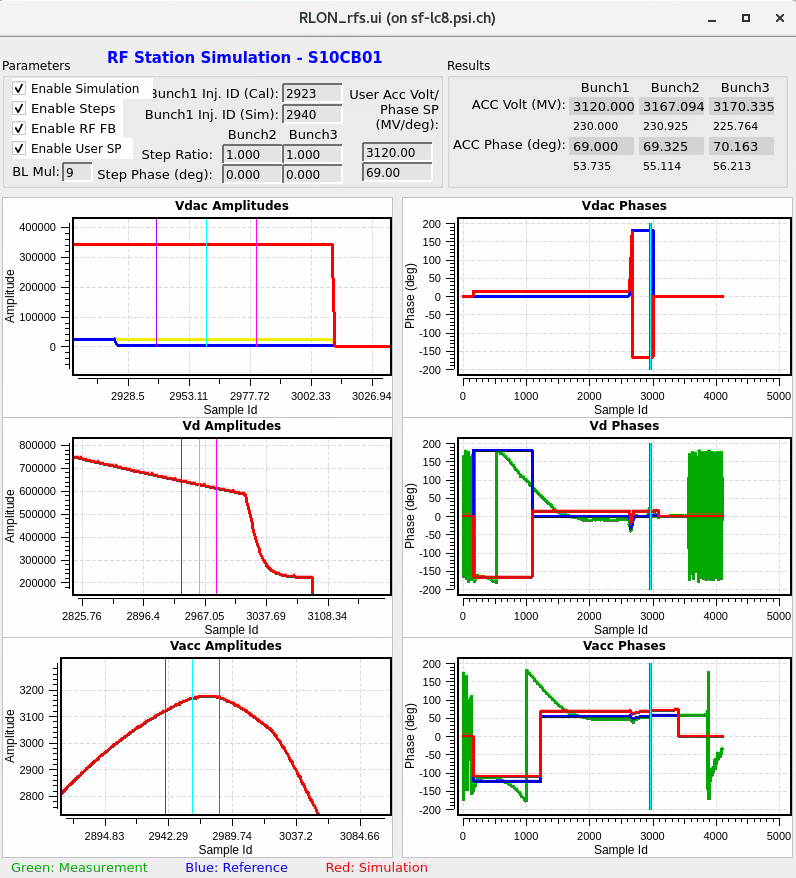 RLON_rfs.ui (on sf-lc8.psi.ch)
RF Station Simulation - S10CB01
Parameters
Enable Simulation
Enable Steps
Enable RF FB
Enable User SP
BL Mul: 9
Bunch1 Inj. ID (Cal): 2923
Bunch1 Inj. ID (Sim): 2940
Bunch2 Bunch3
Step Ratio: 1.000 1.000
Step Phase (deg): 0.000 0.000
User Acc Volt/
Phase SP
(MV/deg):
3120.00
69.00
Results
Bunch1 Bunch2 Bunch3
ACC Volt (MV): 3120.000 3167.094 3170.335
230.000 230.925 225.764
ACC Phase (deg): 69.000 69.325 70.163
53.735 55.114 56.213
Vdac Amplitudes
Amplitude
400000
300000
200000
100000
0
2928.5 2953.11 2977.72 3002.33 3026.94
Sample Id
Vdac Phases
Phase (deg)
200
150
100
50
0
-50
-100
-150
-200
0 1000 2000 3000 4000 5000
Sample Id
Vd Amplitudes
Amplitude
800000
700000
600000
500000
400000
300000
200000
2825.76 2896.4 2967.05 3037.69 3108.34
Sample Id
Vd Phases
Phase (deg)
200
150
100
50
0
-50
-100
-150
-200
0 1000 2000 3000 4000 5000
Sample Id
Vacc Amplitudes
Amplitude
3200
3100
3000
2900
2800
2894.83 2942.29 2989.74 3037.2 3084.66
Sample Id
Vacc Phases
Phase (deg)
200
150
100
50
0
-50
-100
-150
-200
0 1000 2000 3000 4000 5000
Sample Id
Green: Measurement Blue: Reference Red: Simulation